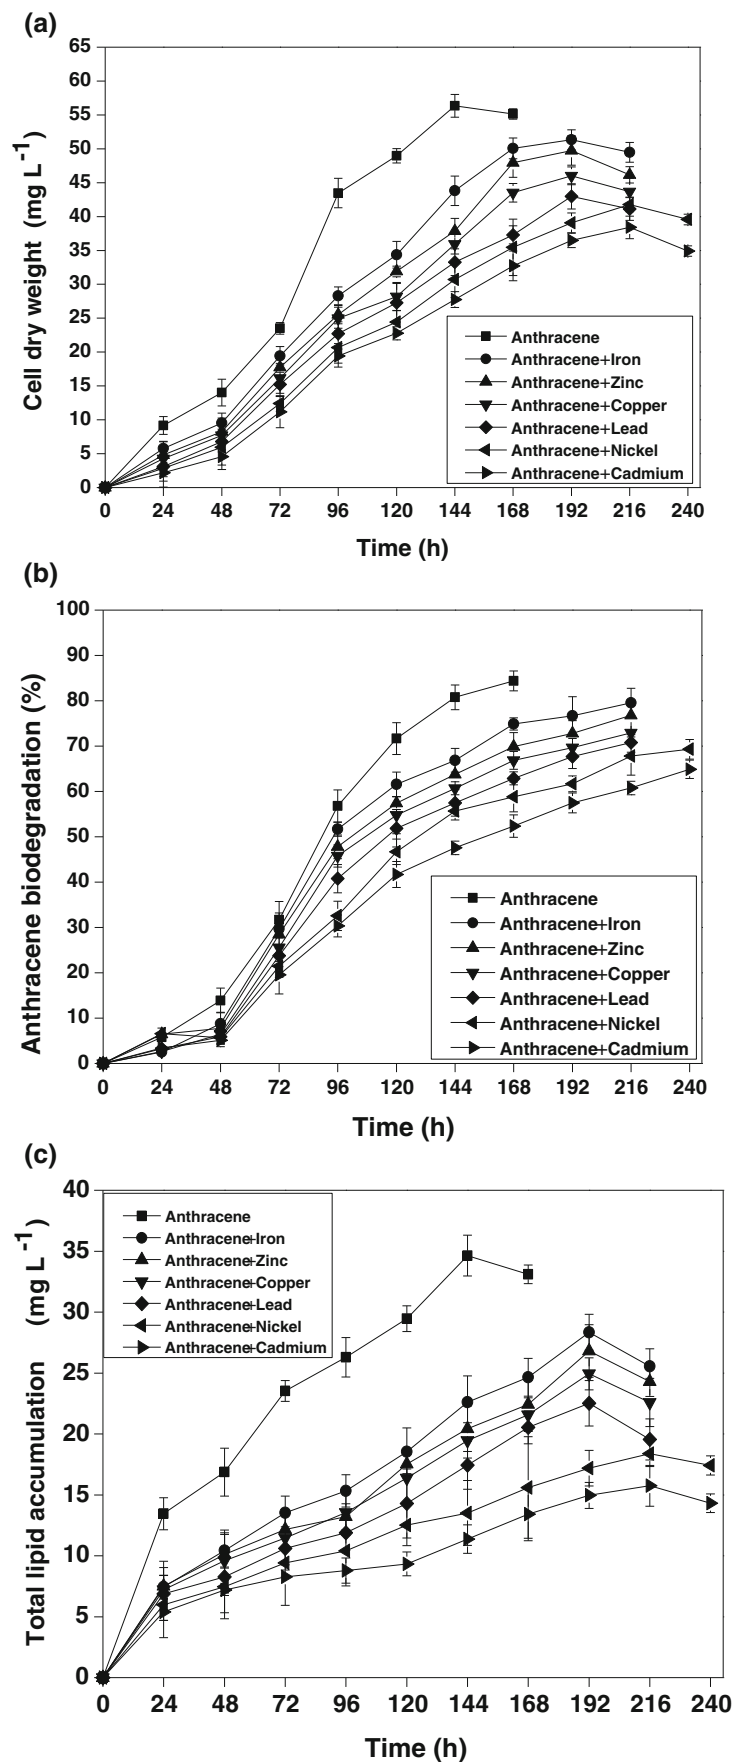 (a)
65
60
55
50
45
40
35
30
25
20
15
10
5
0
Cell dry weight (mg L-1)
Anthracene
Anthracene+Iron
Anthracene+Zinc
Anthracene+Copper
Anthracene+Lead
Anthracene+Nickel
Anthracene+Cadmium
0 24 48 72 96 120 144 168 192 216 240
Time (h)
(b)
100
90
80
70
60
50
40
30
20
10
0
Anthracene biodegradation (%)
Anthracene
Anthracene+Iron
Anthracene+Zinc
Anthracene+Copper
Anthracene+Lead
Anthracene+Nickel
Anthracene+Cadmium
0 24 48 72 96 120 144 168 192 216 240
Time (h)
(c)
40
35
30
25
20
15
10
5
0
Total lipid accumulation (mg L-1)
Anthracene
Anthracene+Iron
Anthracene+Zinc
Anthracene+Copper
Anthracene+Lead
Anthracene+Nickel
Anthracene+Cadmium
0 24 48 72 96 120 144 168 192 216 240
Time (h)